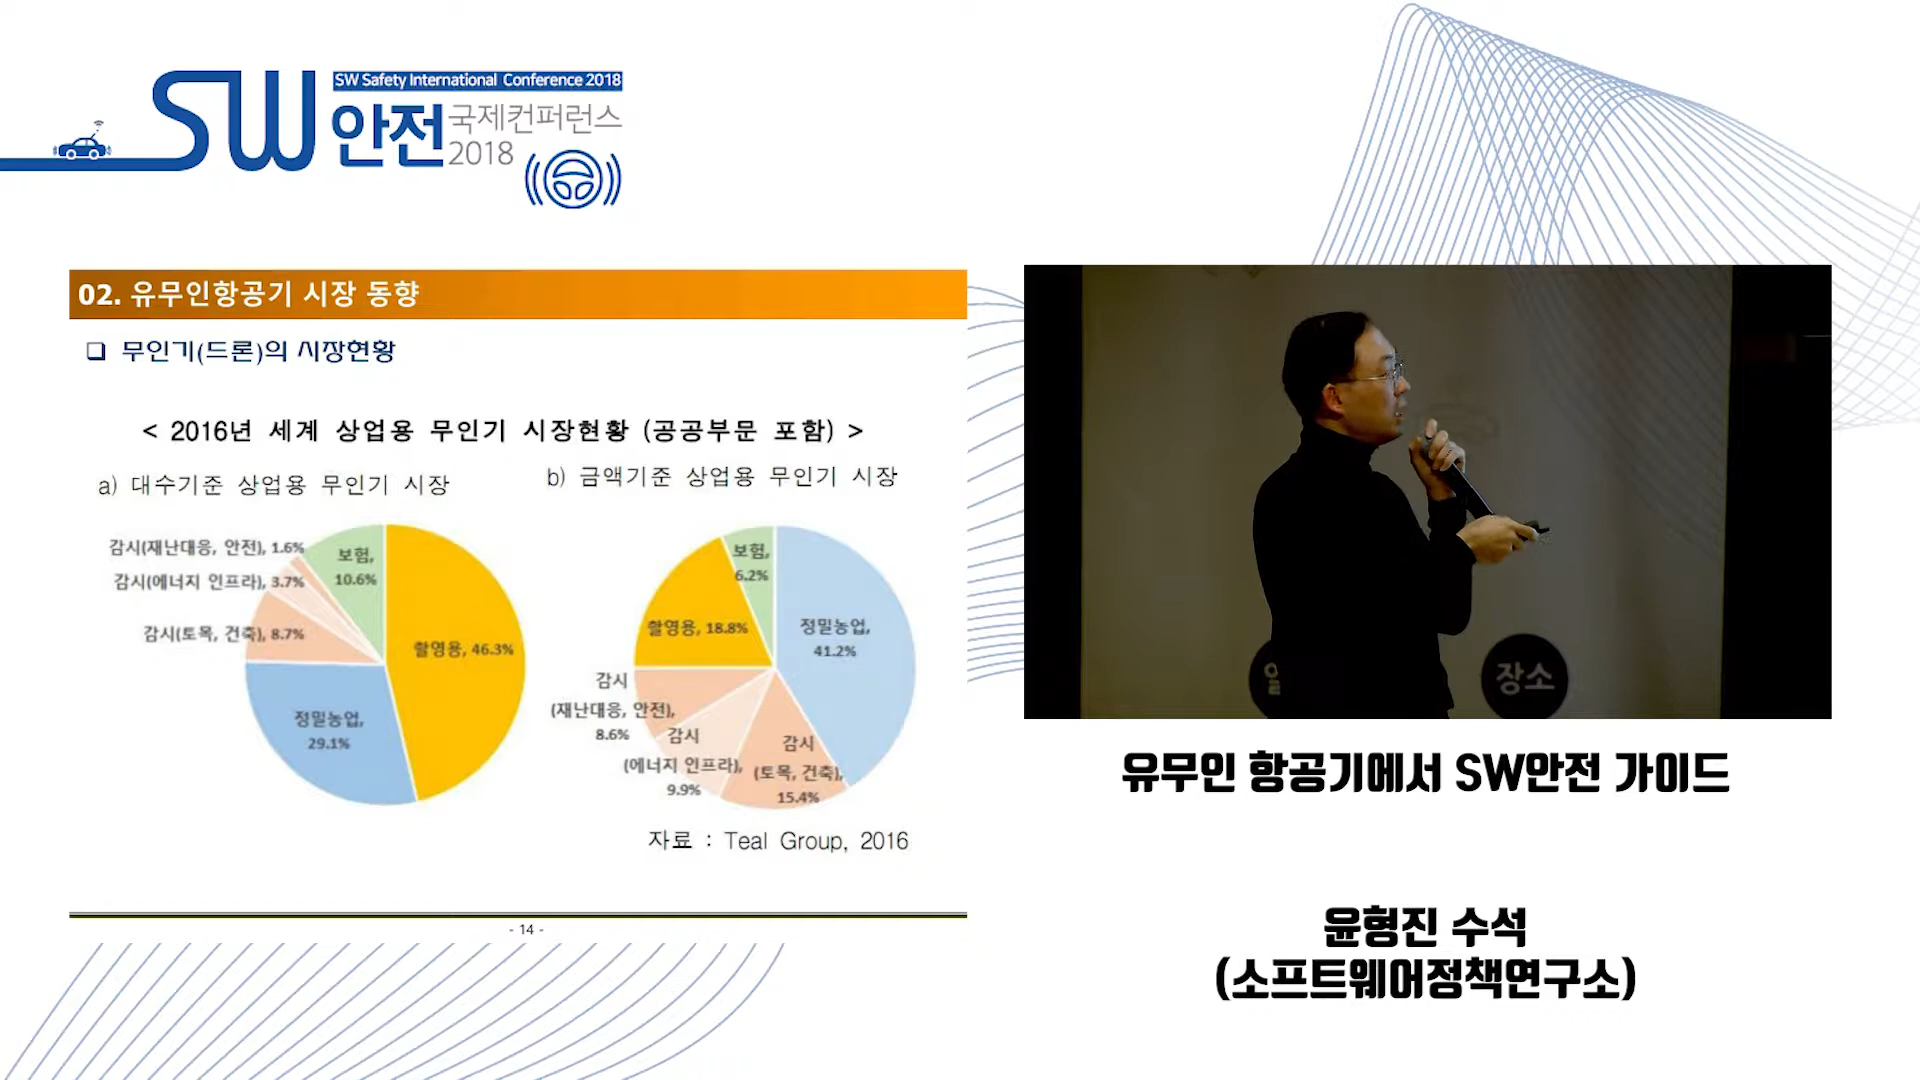 SW Safety International Conference 2018
SW 안전 국제컨퍼런스
2018
02. 유무인항공기 시장 동향
❑ 무인기(드론)의 시장현황
< 2016년 세계 상업용 무인기 시장현황 (공공부문 포함) >
a) 대수기준 상업용 무인기 시장
감시(재난대응, 안전), 1.6%
감시(에너지 인프라), 3.7%
감시(토목, 건축), 8.7%
보험,
10.6%
촬영용, 46.3%
정밀농업,
29.1%
b) 금액기준 상업용 무인기 시장
보험,
6.2%
촬영용, 18.8%
정밀농업,
41.2%
감시
(재난대응, 안전),
8.6%
감시
(에너지 인프라),
9.9%
감시
(토목, 건축),
15.4%
자료 : Teal Group, 2016
- 14 -
장소
유무인 항공기에서 SW안전 가이드
윤형진 수석
(소프트웨어정책연구소)